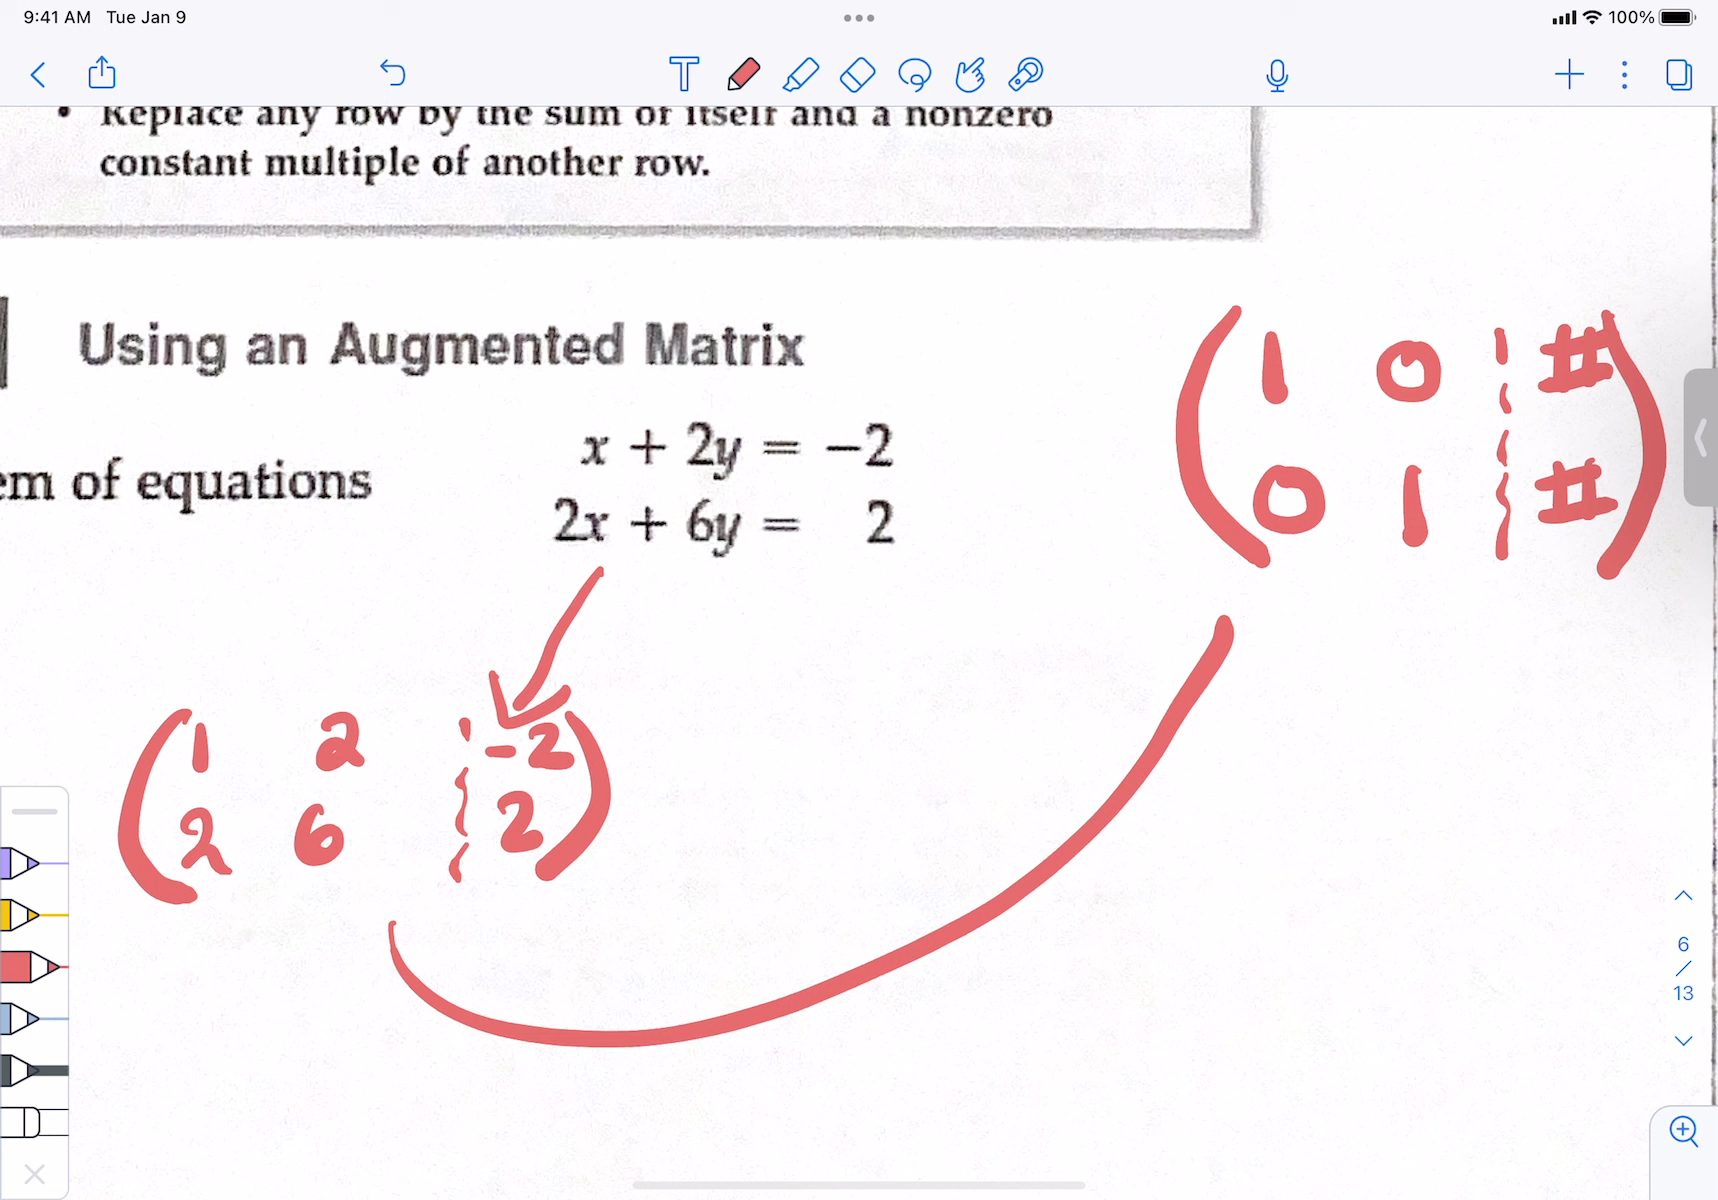 9:41 AM Tue Jan 9
100%
• Replace any row by the sum of itself and a nonzero
constant multiple of another row.
Using an Augmented Matrix
x + 2y = −2
em of equations
2x + 6y = 2
( 1 0 ¦ # )
( 0 1 ¦ # )
( 1 2 ¦ -2 )
( 2 6 ¦ 2 )
6
/
13